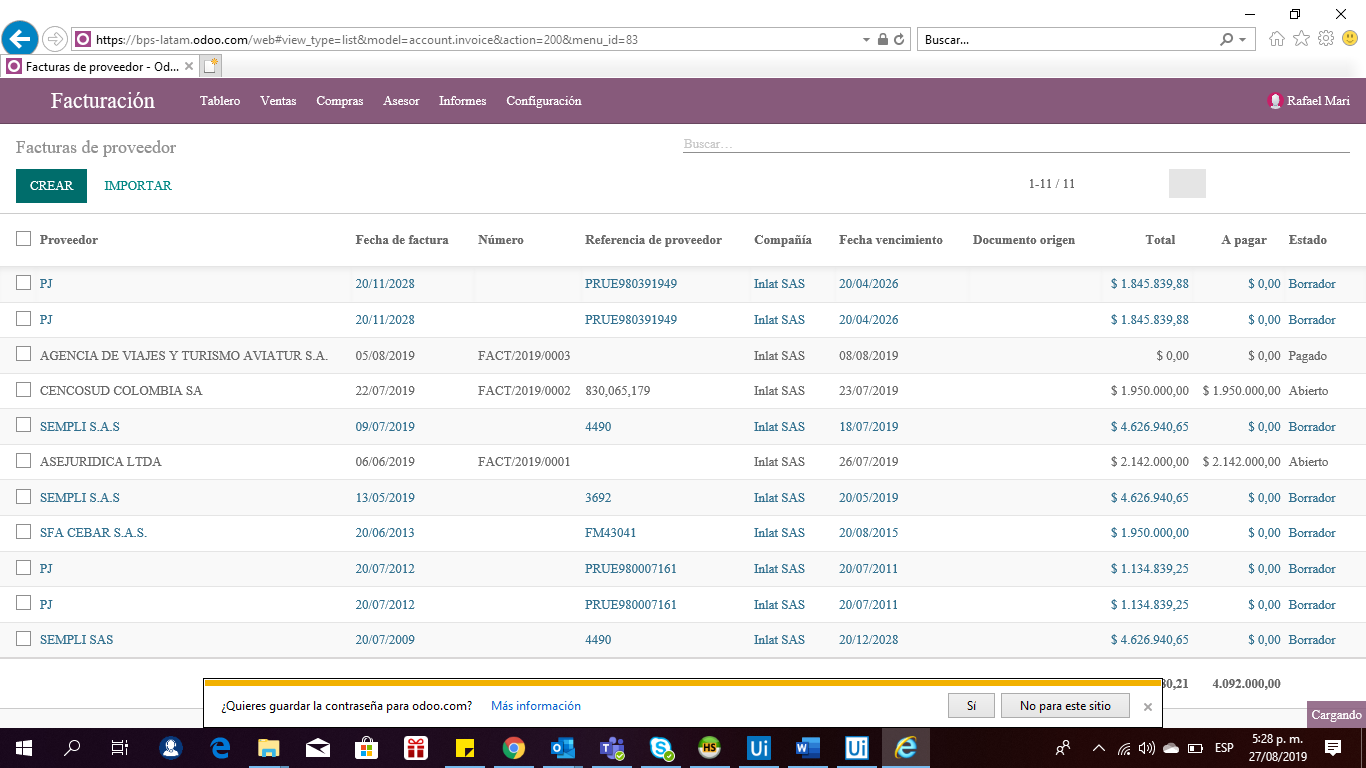 https://bps-latam.odoo.com/web#view_type=list&model=account.invoice&action=200&menu_id=83 Buscar...
Facturas de proveedor - Od...
Facturación Tablero Ventas Compras Asesor Informes Configuración Rafael Mari
Facturas de proveedor Buscar...
CREAR IMPORTAR 1-11 / 11
Proveedor Fecha de factura Número Referencia de proveedor Compañía Fecha vencimiento Documento origen Total A pagar Estado
PJ 20/11/2028 PRUE980391949 Inlat SAS 20/04/2026 $ 1.845.839,88 $ 0,00 Borrador
PJ 20/11/2028 PRUE980391949 Inlat SAS 20/04/2026 $ 1.845.839,88 $ 0,00 Borrador
AGENCIA DE VIAJES Y TURISMO AVIATUR S.A. 05/08/2019 FACT/2019/0003 Inlat SAS 08/08/2019 $ 0,00 $ 0,00 Pagado
CENCOSUD COLOMBIA SA 22/07/2019 FACT/2019/0002 830,065,179 Inlat SAS 23/07/2019 $ 1.950.000,00 $ 1.950.000,00 Abierto
SEMPLI S.A.S 09/07/2019 4490 Inlat SAS 18/07/2019 $ 4.626.940,65 $ 0,00 Borrador
ASEJURIDICA LTDA 06/06/2019 FACT/2019/0001 Inlat SAS 26/07/2019 $ 2.142.000,00 $ 2.142.000,00 Abierto
SEMPLI S.A.S 13/05/2019 3692 Inlat SAS 20/05/2019 $ 4.626.940,65 $ 0,00 Borrador
SFA CEBAR S.A.S. 20/06/2013 FM43041 Inlat SAS 20/08/2015 $ 1.950.000,00 $ 0,00 Borrador
PJ 20/07/2012 PRUE980007161 Inlat SAS 20/07/2011 $ 1.134.839,25 $ 0,00 Borrador
PJ 20/07/2012 PRUE980007161 Inlat SAS 20/07/2011 $ 1.134.839,25 $ 0,00 Borrador
SEMPLI SAS 20/07/2009 4490 Inlat SAS 20/12/2028 $ 4.626.940,65 $ 0,00 Borrador
4.092.000,00
¿Quieres guardar la contraseña para odoo.com? Más información Sí No para este sitio
Cargando
HS Ui Ui ESP 5:28 p. m.
27/08/2019